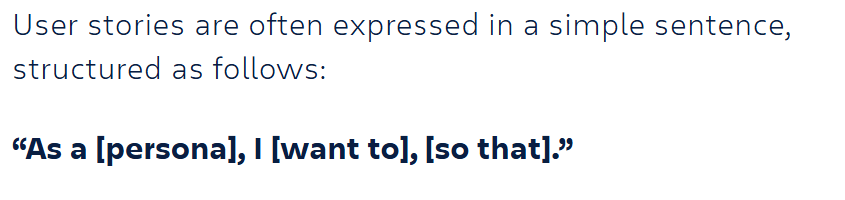 User stories are often expressed in a simple sentence,
structured as follows:
“As a [persona], I [want to], [so that].”